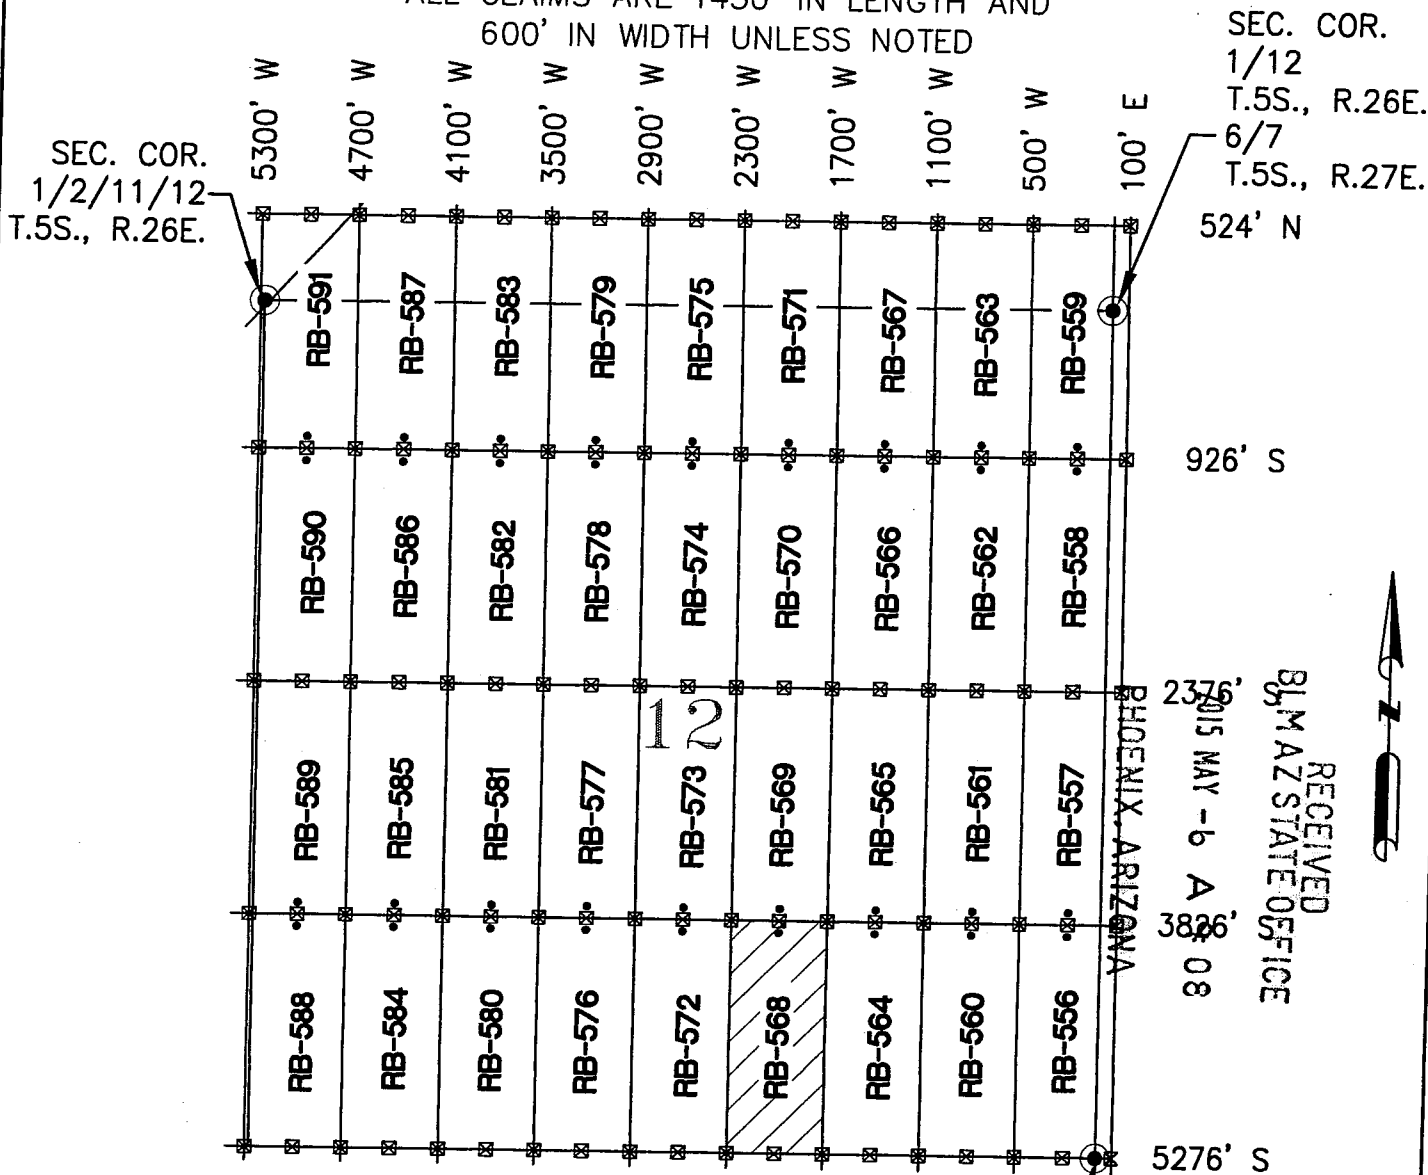 ALL CLAIMS ARE 1450' IN LENGTH AND
600' IN WIDTH UNLESS NOTED
SEC. COR.
1/12
T.5S., R.26E.
6/7
T.5S., R.27E.
SEC. COR.
1/2/11/12
T.5S., R.26E.
5300' W
4700' W
4100' W
3500' W
2900' W
2300' W
1700' W
1100' W
500' W
100' E
524' N
RB-591
RB-587
RB-583
RB-579
RB-575
RB-571
RB-567
RB-563
RB-559
926' S
RB-590
RB-586
RB-582
RB-578
RB-574
RB-570
RB-566
RB-562
RB-558
2376' S
12
RB-589
RB-585
RB-581
RB-577
RB-573
RB-569
RB-565
RB-561
RB-557
3826' S
RB-588
RB-584
RB-580
RB-576
RB-572
RB-568
RB-564
RB-560
RB-556
5276' S
N
RECEIVED
BLM AZ STATE OFFICE
2015 MAY -6 A 08
PHOENIX, ARIZONA